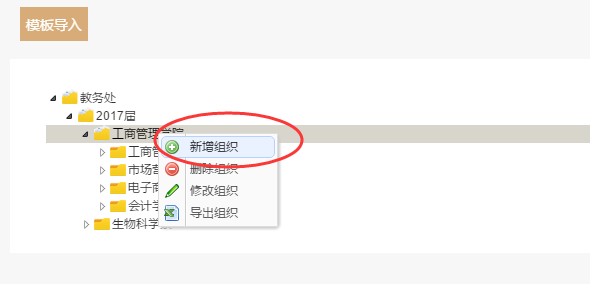 模板导入
教务处
2017届
工商管理学院
工商管
新增组织
市场营
删除组织
电子商
修改组织
会计学
导出组织
生物科学